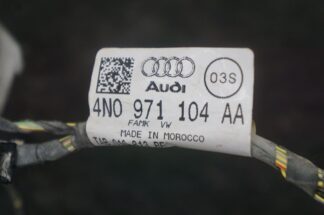 03S
Audi
4N0 971 104 AA
FAMK VW
MADE IN MOROCCO